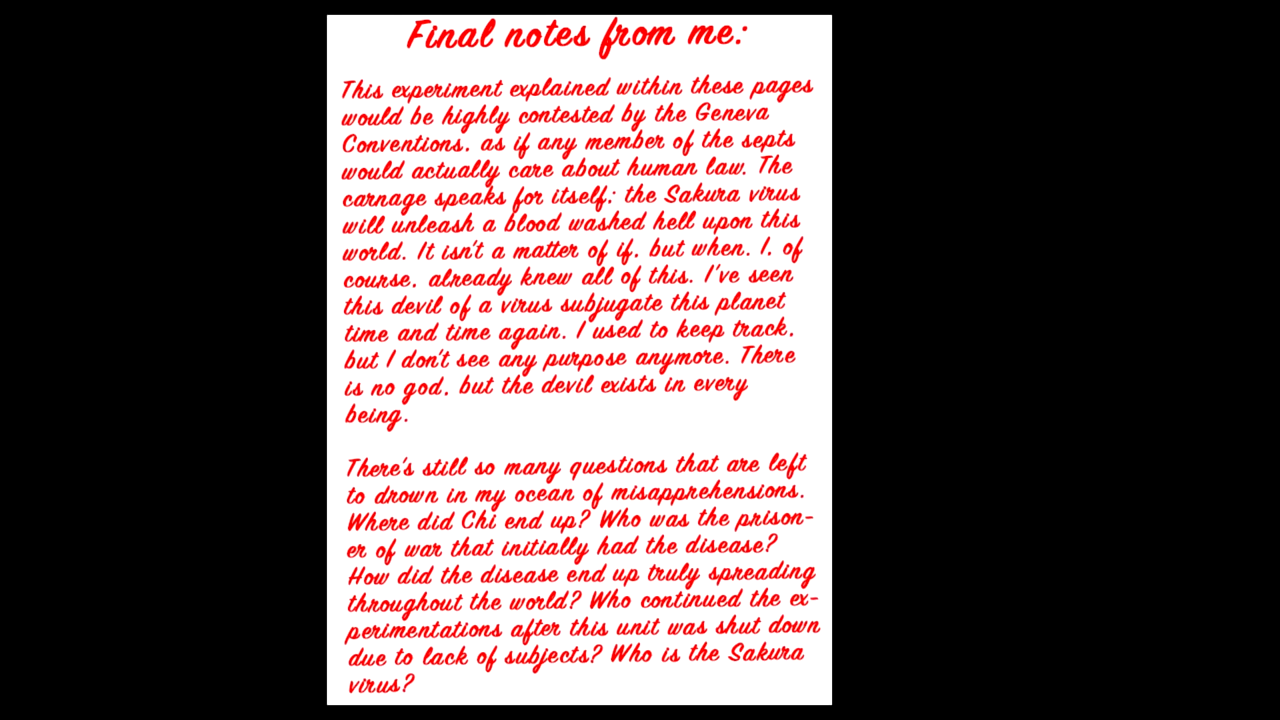 Final notes from me:
This experiment explained within these pages
would be highly contested by the Geneva
Conventions, as if any member of the septs
would actually care about human law. The
carnage speaks for itself; the Sakura virus
will unleash a blood washed hell upon this
world. It isn't a matter of if, but when. I, of
course, already knew all of this. I've seen
this devil of a virus subjugate this planet
time and time again. I used to keep track,
but I don't see any purpose anymore. There
is no god, but the devil exists in every
being.
There's still so many questions that are left
to drown in my ocean of misapprehensions.
Where did Chi end up? Who was the prison-
er of war that initially had the disease?
How did the disease end up truly spreading
throughout the world? Who continued the ex-
perimentations after this unit was shut down
due to lack of subjects? Who is the Sakura
virus?